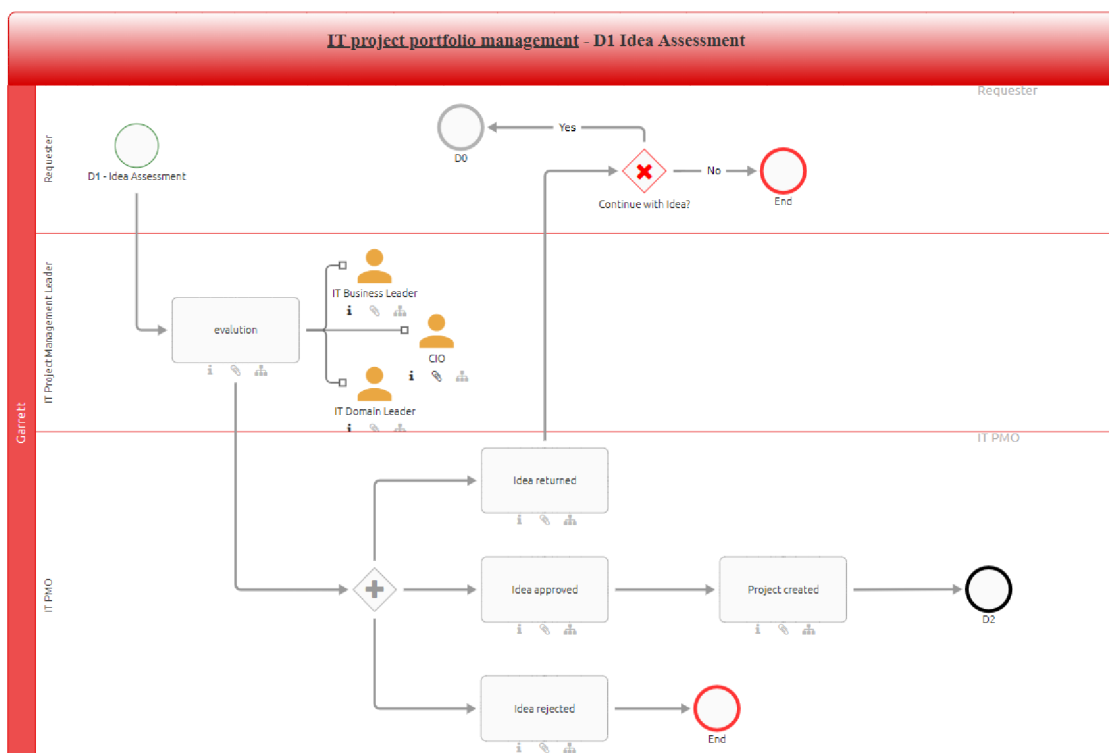 IT project portfolio management - D1 Idea Assessment
Requester
Garrett
Requester
D1 - Idea Assessment
D0
Yes
Continue with Idea?
No
End
IT Project Management Leader
evalution
IT Business Leader
CIO
IT Domain Leader
IT PMO
IT PMO
Idea returned
Idea approved
Project created
D2
Idea rejected
End